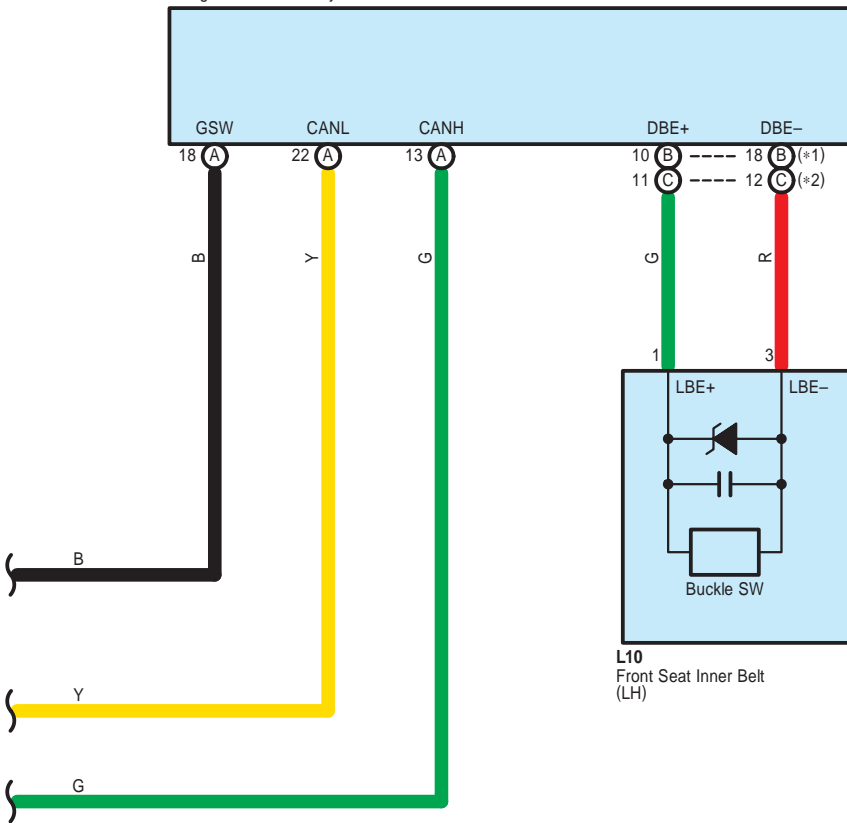 GSW CANL CANH DBE+ DBE–
18 A 22 A 13 A 10 B 18 B (*1)
11 C 12 C (*2)
B Y G G R
1 3
LBE+ LBE–
B
Buckle SW
L10
Front Seat Inner Belt
(LH)
Y
G